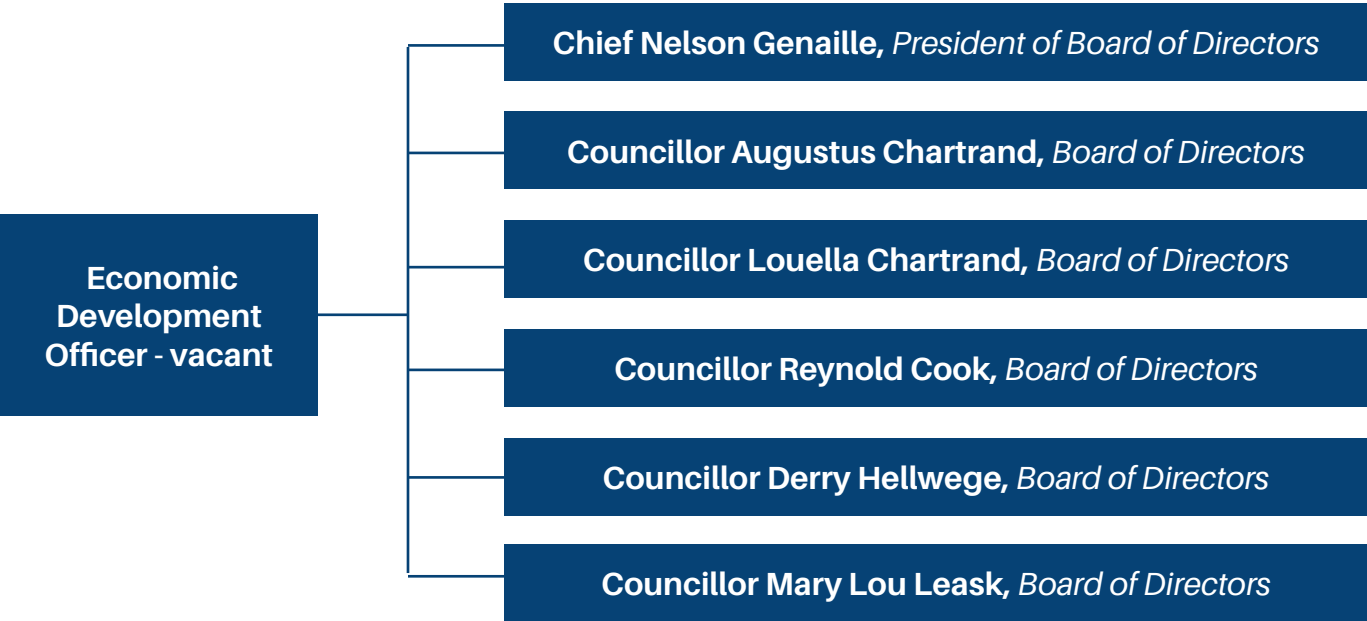 Chief Nelson Genaille, President of Board of Directors
Councillor Augustus Chartrand, Board of Directors
Councillor Louella Chartrand, Board of Directors
Economic
Development
Officer - vacant
Councillor Reynold Cook, Board of Directors
Councillor Derry Hellwege, Board of Directors
Councillor Mary Lou Leask, Board of Directors